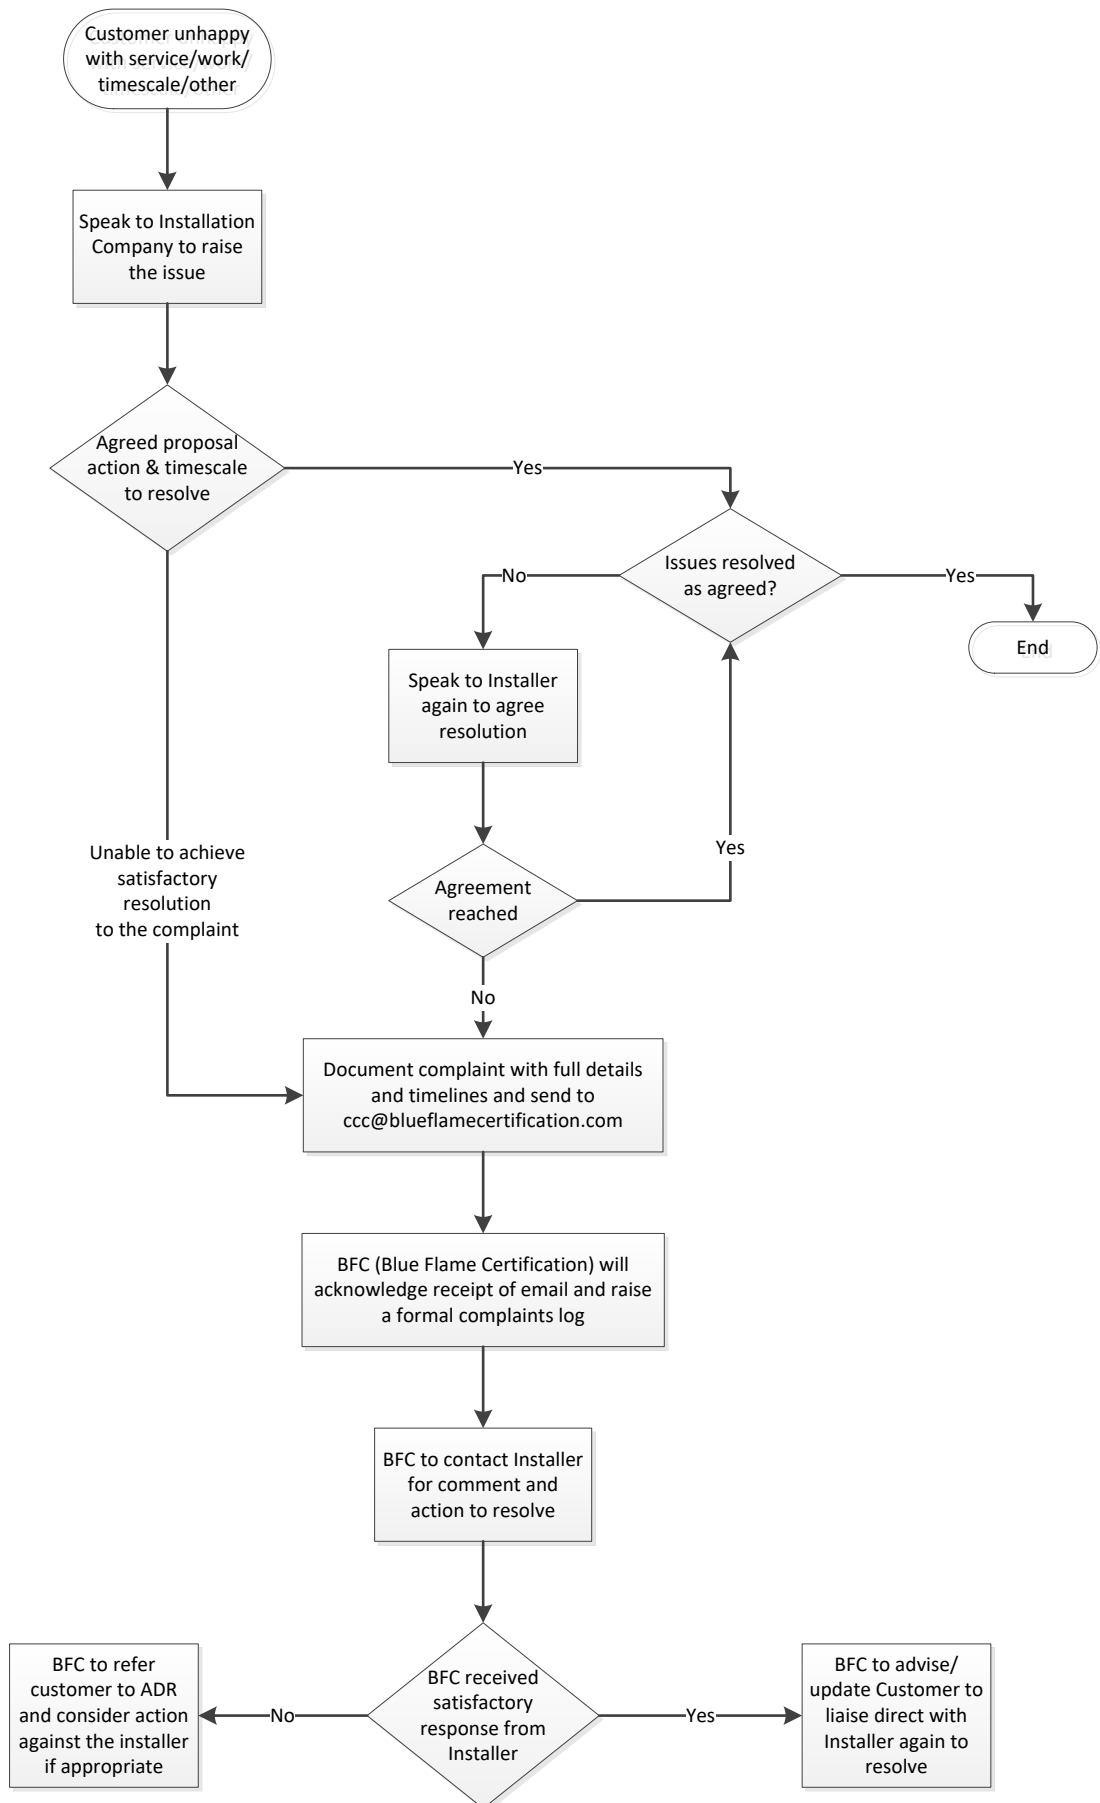 Customer unhappy
with service/work/
timescale/other
Speak to Installation
Company to raise
the issue
Agreed proposal
action & timescale
to resolve
Yes
Issues resolved
as agreed?
No
Yes
End
Speak to Installer
again to agree
resolution
Yes
Unable to achieve
satisfactory
resolution
to the complaint
Agreement
reached
No
Document complaint with full details
and timelines and send to
ccc@blueflamecertification.com
BFC (Blue Flame Certification) will
acknowledge receipt of email and raise
a formal complaints log
BFC to contact Installer
for comment and
action to resolve
BFC received
satisfactory
response from
Installer
No
BFC to refer
customer to ADR
and consider action
against the installer
if appropriate
Yes
BFC to advise/
update Customer to
liaise direct with
Installer again to
resolve